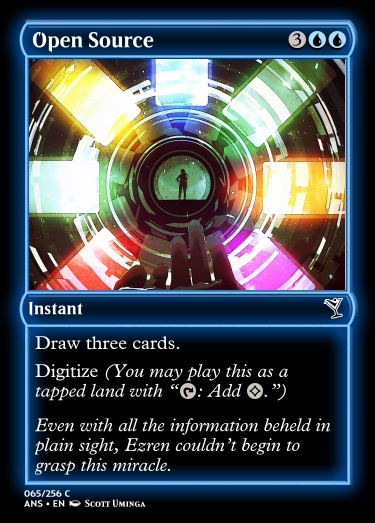 Open Source 3
Instant
Draw three cards.
Digitize (You may play this as a
tapped land with “: Add .”)
Even with all the information beheld in
plain sight, Ezren couldn’t begin to
grasp this miracle.
065/256 C
ANS • EN Scott Uminga